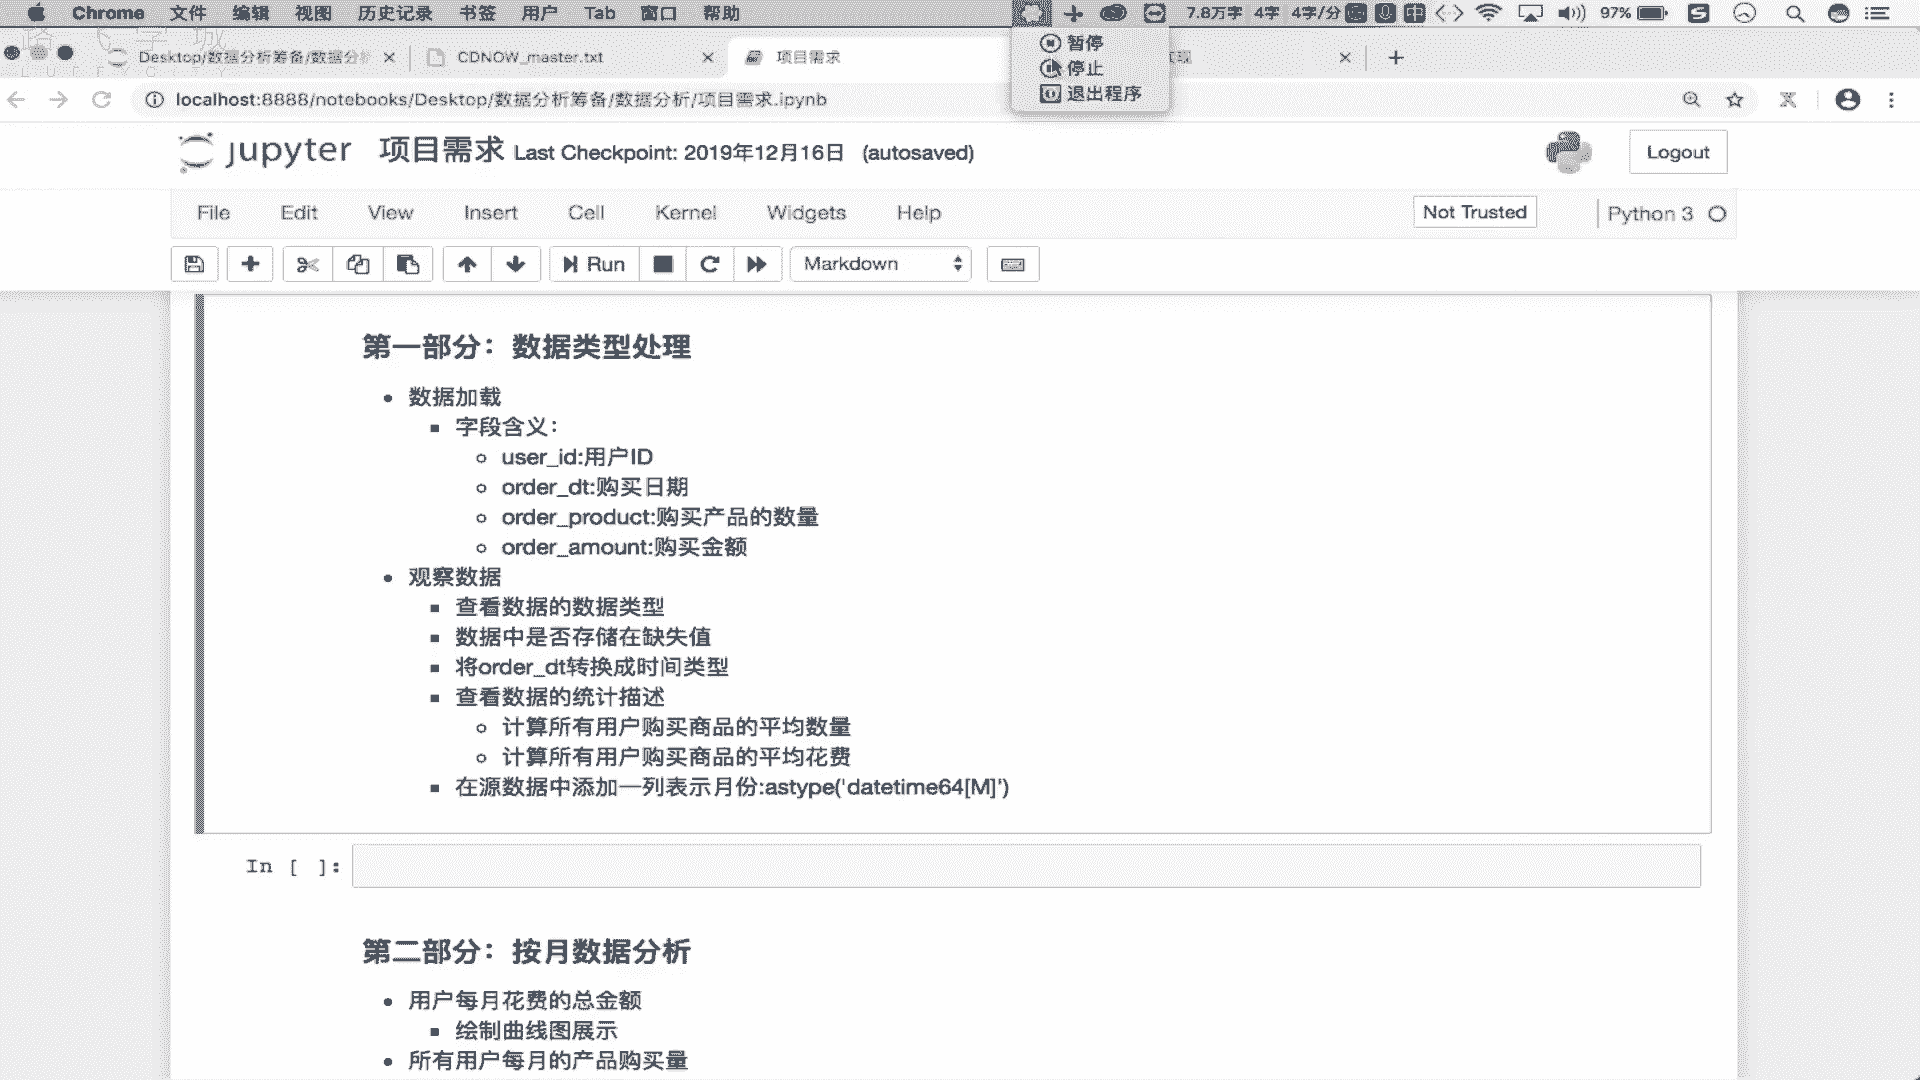 Chrome 文件 编辑 视图 历史记录 书签 用户 Tab 窗口 帮助 7.8万字 4字 4字/分 中 97% S
暂停
停止
退出程序
Desktop/数据分析筹备/数据分析 CDNOW_master.txt 项目需求
localhost:8888/notebooks/Desktop/数据分析筹备/数据分析/项目需求.ipynb
jupyter 项目需求 Last Checkpoint: 2019年12月16日 (autosaved) Logout
File Edit View Insert Cell Kernel Widgets Help Not Trusted Python 3
Run Markdown
第一部分：数据类型处理
数据加载
字段含义：
user_id:用户ID
order_dt:购买日期
order_product:购买产品的数量
order_amount:购买金额
观察数据
查看数据的数据类型
数据中是否存储在缺失值
将order_dt转换成时间类型
查看数据的统计描述
计算所有用户购买商品的平均数量
计算所有用户购买商品的平均花费
在源数据中添加一列表示月份:astype('datetime64[M]')
In [ ]:
第二部分：按月数据分析
用户每月花费的总金额
绘制曲线图展示
所有用户每月的产品购买量